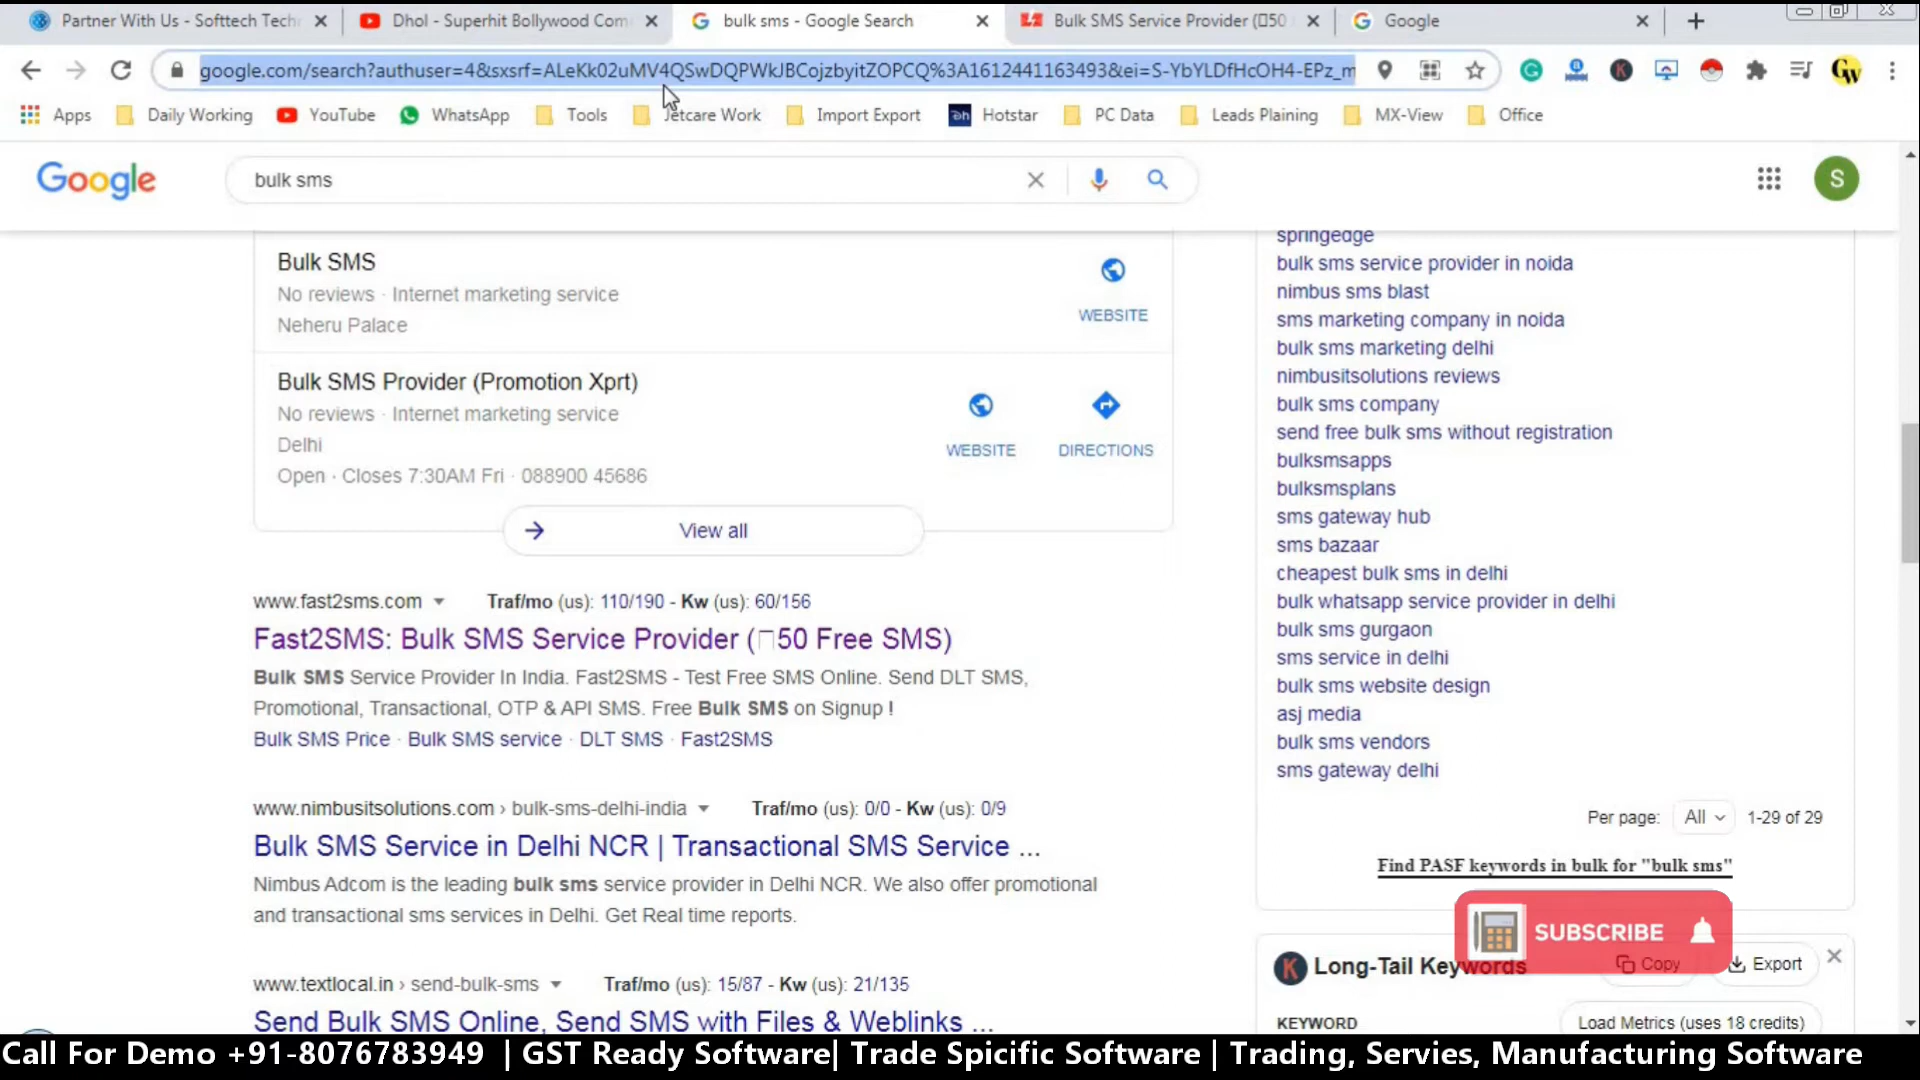 Partner With Us - Softtech Techn
Dhol - Superhit Bollywood Com
bulk sms - Google Search
Bulk SMS Service Provider (▯50
Google
google.com/search?authuser=4&sxsrf=ALeKk02uMV4QSwDQPWkJBCojzbyitZOPCQ%3A1612441163493&ei=S-YbYLDfHcOH4-EPz_m
Apps
Daily Working
YouTube
WhatsApp
Tools
Jetcare Work
Import Export
Hotstar
PC Data
Leads Plaining
MX-View
Office
Google
bulk sms
S
Bulk SMS
No reviews · Internet marketing service
Neheru Palace
WEBSITE
Bulk SMS Provider (Promotion Xprt)
No reviews · Internet marketing service
Delhi
Open · Closes 7:30AM Fri · 088900 45686
WEBSITE
DIRECTIONS
View all
www.fast2sms.com
Traf/mo (us): 110/190 - Kw (us): 60/156
Fast2SMS: Bulk SMS Service Provider (▯50 Free SMS)
Bulk SMS Service Provider In India. Fast2SMS - Test Free SMS Online. Send DLT SMS,
Promotional, Transactional, OTP & API SMS. Free Bulk SMS on Signup !
Bulk SMS Price · Bulk SMS service · DLT SMS · Fast2SMS
www.nimbusitsolutions.com › bulk-sms-delhi-india
Traf/mo (us): 0/0 - Kw (us): 0/9
Bulk SMS Service in Delhi NCR | Transactional SMS Service ...
Nimbus Adcom is the leading bulk sms service provider in Delhi NCR. We also offer promotional
and transactional sms services in Delhi. Get Real time reports.
www.textlocal.in › send-bulk-sms
Traf/mo (us): 15/87 - Kw (us): 21/135
Send Bulk SMS Online, Send SMS with Files & Weblinks ...
springedge
bulk sms service provider in noida
nimbus sms blast
sms marketing company in noida
bulk sms marketing delhi
nimbusitsolutions reviews
bulk sms company
send free bulk sms without registration
bulksmsapps
bulksmsplans
sms gateway hub
sms bazaar
cheapest bulk sms in delhi
bulk whatsapp service provider in delhi
bulk sms gurgaon
sms service in delhi
bulk sms website design
asj media
bulk sms vendors
sms gateway delhi
Per page: All 1-29 of 29
Find PASF keywords in bulk for "bulk sms"
SUBSCRIBE
K Long-Tail Keywords
Copy
Export
KEYWORD
Load Metrics (uses 18 credits)
Call For Demo +91-8076783949 | GST Ready Software| Trade Spicific Software | Trading, Servies, Manufacturing Software